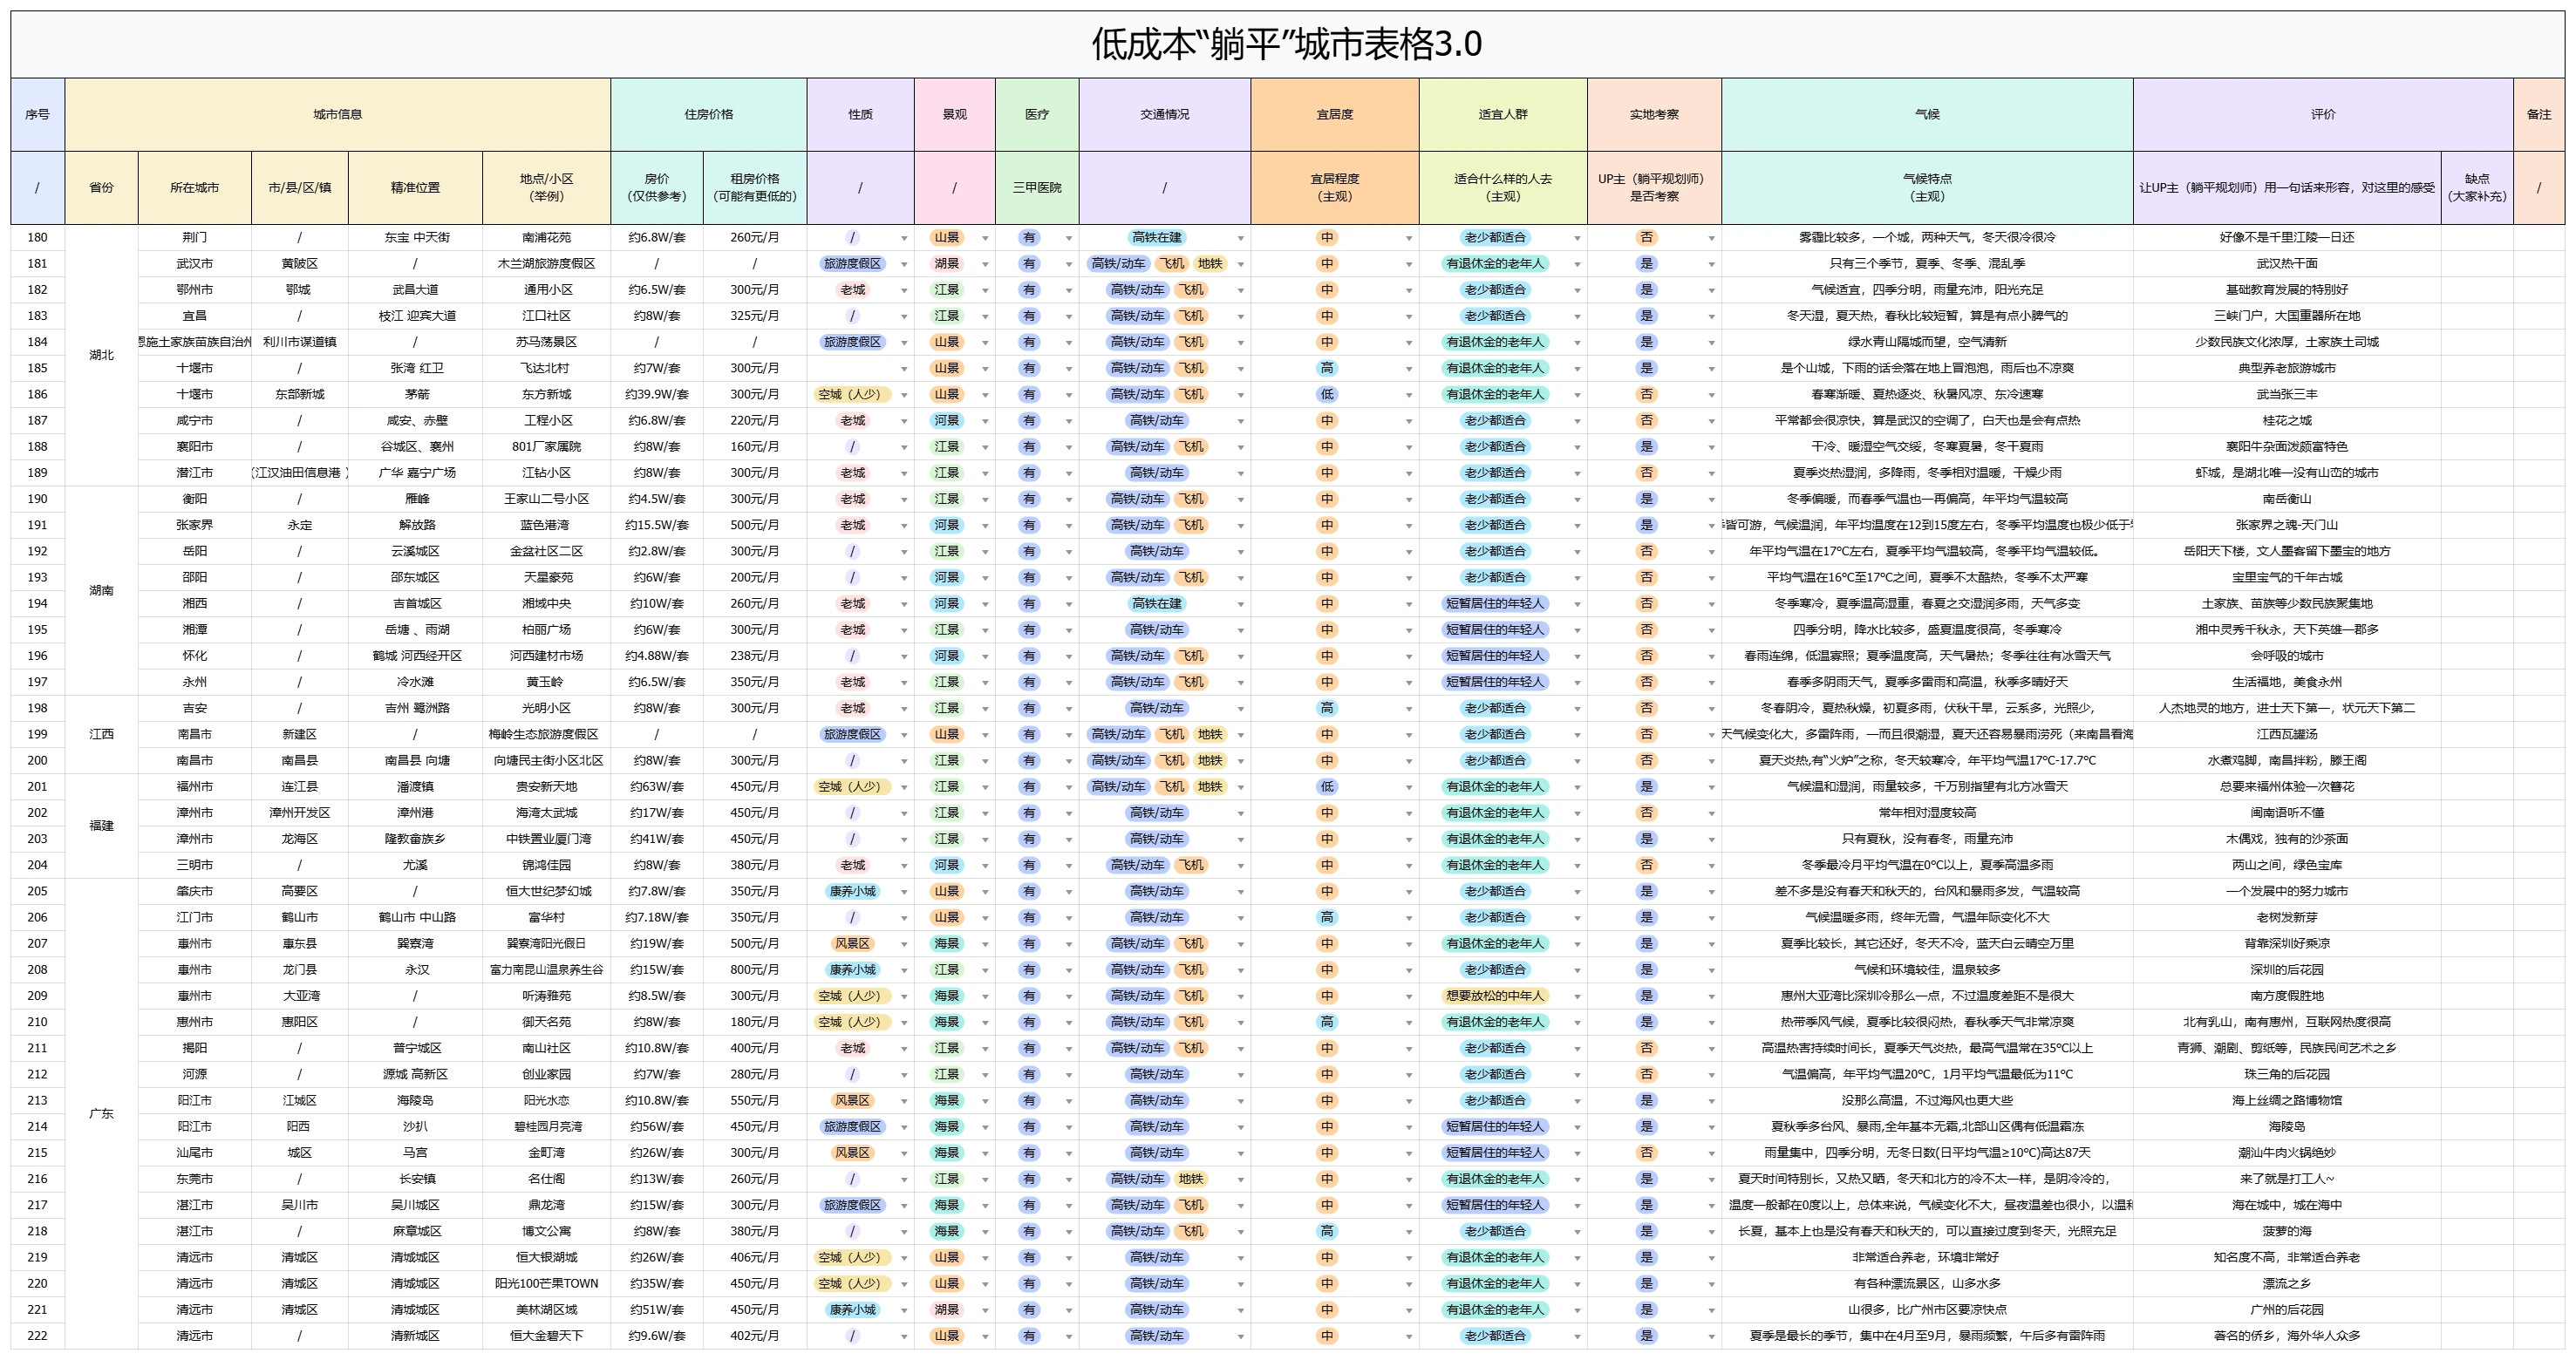 低成本“躺平”城市表格3.0
序号 城市信息 住房价格 性质 景观 医疗 交通情况 宜居度 适宜人群 实地考察 气候 评价 备注
/ 省份 所在城市 市/县/区/镇 精准位置 地点/小区（举例） 房价（仅供参考） 租房价格（可能有更低的） / / 三甲医院 / 宜居程度（主观） 适合什么样的人去（主观） UP主（躺平规划师）是否考察 气候特点（主观） 让UP主（躺平规划师）用一句话来形容，对这里的感受 缺点（大家补充） /
湖北
180 荆门 / 东宝 中天街 南浦花苑 约6.8W/套 260元/月 / 山景 有 高铁在建 中 老少都适合 否 雾霾比较多，一个城，两种天气，冬天很冷很冷 好像不是千里江陵一日还
181 武汉市 黄陂区 / 木兰湖旅游度假区 / / 旅游度假区 湖景 有 高铁/动车 飞机 地铁 中 有退休金的老年人 是 只有三个季节，夏季、冬季、混乱季 武汉热干面
182 鄂州市 鄂城 武昌大道 通用小区 约6.5W/套 300元/月 老城 江景 有 高铁/动车 飞机 中 老少都适合 是 气候适宜，四季分明，雨量充沛，阳光充足 基础教育发展的特别好
183 宜昌 / 枝江 迎宾大道 江口社区 约8W/套 325元/月 / 江景 有 高铁/动车 飞机 中 老少都适合 是 冬天湿，夏天热，春秋比较短暂，算是有点小脾气的 三峡门户，大国重器所在地
184 恩施土家族苗族自治州 利川市谋道镇 / 苏马荡景区 / / 旅游度假区 山景 有 高铁/动车 飞机 中 有退休金的老年人 是 绿水青山隔城而望，空气清新 少数民族文化浓厚，土家族土司城
185 十堰市 / 张湾 红卫 飞达北村 约7W/套 300元/月 山景 有 高铁/动车 飞机 高 有退休金的老年人 是 是个山城，下雨的话会落在地上冒泡泡，雨后也不凉爽 典型养老旅游城市
186 十堰市 东部新城 茅箭 东方新城 约39.9W/套 300元/月 空城（人少） 山景 有 高铁/动车 飞机 低 有退休金的老年人 否 春寒渐暖、夏热逐炎、秋暑风凉、东冷速寒 武当张三丰
187 咸宁市 / 咸安、赤壁 工程小区 约6.8W/套 220元/月 老城 河景 有 高铁/动车 中 老少都适合 否 平常都会很凉快，算是武汉的空调了，白天也是会有点热 桂花之城
188 襄阳市 / 谷城区、襄州 801厂家属院 约8W/套 160元/月 / 江景 有 高铁/动车 飞机 中 老少都适合 是 干冷、暖湿空气交绥，冬寒夏暑，冬干夏雨 襄阳牛杂面泼颇富特色
189 潜江市 （江汉油田信息港） 广华 嘉宁广场 江钻小区 约8W/套 300元/月 老城 江景 有 高铁/动车 中 老少都适合 否 夏季炎热湿润，多降雨，冬季相对温暖，干燥少雨 虾城，是湖北唯一没有山峦的城市
湖南
190 衡阳 / 雁峰 王家山二号小区 约4.5W/套 300元/月 老城 江景 有 高铁/动车 飞机 中 老少都适合 是 冬季偏暖，而春季气温也一再偏高，年平均气温较高 南岳衡山
191 张家界 永定 解放路 蓝色港湾 约15.5W/套 500元/月 老城 河景 有 高铁/动车 飞机 中 老少都适合 是 皆可游，气候温润，年平均温度在12到15度左右，冬季平均温度也极少低于 张家界之魂-天门山
192 岳阳 / 云溪城区 金盆社区二区 约2.8W/套 300元/月 / 江景 有 高铁/动车 中 老少都适合 否 年平均气温在17℃左右，夏季平均气温较高，冬季平均气温较低。 岳阳天下楼，文人墨客留下墨宝的地方
193 邵阳 / 邵东城区 天星豪苑 约6W/套 200元/月 / 河景 有 高铁/动车 飞机 中 老少都适合 否 平均气温在16℃至17℃之间，夏季不太酷热，冬季不太严寒 宝里宝气的千年古城
194 湘西 / 吉首城区 湘域中央 约10W/套 260元/月 老城 河景 有 高铁在建 中 短暂居住的年轻人 否 冬季寒冷，夏季温高湿重，春夏之交湿润多雨，天气多变 土家族、苗族等少数民族聚集地
195 湘潭 / 岳塘 、雨湖 柏丽广场 约6W/套 300元/月 老城 江景 有 高铁/动车 中 短暂居住的年轻人 否 四季分明，降水比较多，盛夏温度很高，冬季寒冷 湘中灵秀千秋永，天下英雄一郡多
196 怀化 / 鹤城 河西经开区 河西建材市场 约4.88W/套 238元/月 / 河景 有 高铁/动车 飞机 中 短暂居住的年轻人 否 春雨连绵，低温寡照；夏季温度高，天气暑热；冬季往往有冰雪天气 会呼吸的城市
197 永州 / 冷水滩 黄玉岭 约6.5W/套 350元/月 老城 江景 有 高铁/动车 飞机 中 短暂居住的年轻人 否 春季多阴雨天气，夏季多雷雨和高温，秋季多晴好天 生活福地，美食永州
江西
198 吉安 / 吉州 鹭洲路 光明小区 约8W/套 300元/月 老城 江景 有 高铁/动车 高 老少都适合 否 冬春阴冷，夏热秋燥，初夏多雨，伏秋干旱，云系多，光照少， 人杰地灵的地方，进士天下第一，状元天下第二
199 南昌市 新建区 / 梅岭生态旅游度假区 / / 旅游度假区 山景 有 高铁/动车 飞机 地铁 中 老少都适合 否 天气候变化大，多雷阵雨，一而且很潮湿，夏天还容易暴雨涝死（来南昌看海 江西瓦罐汤
200 南昌市 南昌县 南昌县 向塘 向塘民主街小区北区 约8W/套 300元/月 / 江景 有 高铁/动车 飞机 地铁 中 老少都适合 否 夏天炎热,有“火炉”之称，冬天较寒冷，年平均气温17℃-17.7℃ 水煮鸡脚，南昌拌粉，滕王阁
福建
201 福州市 连江县 潘渡镇 贵安新天地 约63W/套 450元/月 空城（人少） 江景 有 高铁/动车 飞机 地铁 低 有退休金的老年人 是 气候温和湿润，雨量较多，千万别指望有北方冰雪天 总要来福州体验一次簪花
202 漳州市 漳州开发区 漳州港 海湾太武城 约17W/套 450元/月 / 江景 有 高铁/动车 中 有退休金的老年人 否 常年相对湿度较高 闽南语听不懂
203 漳州市 龙海区 隆教畲族乡 中铁置业厦门湾 约41W/套 450元/月 / 江景 有 高铁/动车 中 有退休金的老年人 是 只有夏秋，没有春冬，雨量充沛 木偶戏，独有的沙茶面
204 三明市 / 尤溪 锦鸿佳园 约8W/套 380元/月 老城 河景 有 高铁/动车 飞机 中 有退休金的老年人 否 冬季最冷月平均气温在0℃以上，夏季高温多雨 两山之间，绿色宝库
广东
205 肇庆市 高要区 / 恒大世纪梦幻城 约7.8W/套 350元/月 康养小城 山景 有 高铁/动车 中 老少都适合 是 差不多是没有春天和秋天的，台风和暴雨多发，气温较高 一个发展中的努力城市
206 江门市 鹤山市 鹤山市 中山路 富华村 约7.18W/套 350元/月 / 山景 有 高铁/动车 高 老少都适合 是 气候温暖多雨，终年无雪，气温年际变化不大 老树发新芽
207 惠州市 惠东县 巽寮湾 巽寮湾阳光假日 约19W/套 500元/月 风景区 海景 有 高铁/动车 飞机 中 有退休金的老年人 是 夏季比较长，其它还好，冬天不冷，蓝天白云晴空万里 背靠深圳好乘凉
208 惠州市 龙门县 永汉 富力南昆山温泉养生谷 约15W/套 800元/月 康养小城 江景 有 高铁/动车 飞机 中 老少都适合 是 气候和环境较佳，温泉较多 深圳的后花园
209 惠州市 大亚湾 / 听涛雅苑 约8.5W/套 300元/月 空城（人少） 海景 有 高铁/动车 飞机 中 想要放松的中年人 是 惠州大亚湾比深圳冷那么一点，不过温度差距不是很大 南方度假胜地
210 惠州市 惠阳区 / 御天名苑 约8W/套 180元/月 空城（人少） 海景 有 高铁/动车 飞机 高 有退休金的老年人 是 热带季风气候，夏季比较很闷热，春秋季天气非常凉爽 北有乳山，南有惠州，互联网热度很高
211 揭阳 / 普宁城区 南山社区 约10.8W/套 400元/月 老城 江景 有 高铁/动车 飞机 中 老少都适合 否 高温热害持续时间长，夏季天气炎热，最高气温常在35℃以上 青狮、潮剧、剪纸等，民族民间艺术之乡
212 河源 / 源城 高新区 创业家园 约7W/套 280元/月 / 江景 有 高铁/动车 中 老少都适合 否 气温偏高，年平均气温20℃，1月平均气温最低为11℃ 珠三角的后花园
213 阳江市 江城区 海陵岛 阳光水恋 约10.8W/套 550元/月 风景区 海景 有 高铁/动车 中 老少都适合 是 没那么高温，不过海风也更大些 海上丝绸之路博物馆
214 阳江市 阳西 沙扒 碧桂园月亮湾 约56W/套 450元/月 旅游度假区 海景 有 高铁/动车 中 短暂居住的年轻人 是 夏秋季多台风、暴雨,全年基本无霜,北部山区偶有低温霜冻 海陵岛
215 汕尾市 城区 马宫 金町湾 约26W/套 300元/月 风景区 海景 有 高铁/动车 中 短暂居住的年轻人 否 雨量集中，四季分明，无冬日数(日平均气温≥10℃)高达87天 潮汕牛肉火锅绝妙
216 东莞市 / 长安镇 名仕阁 约13W/套 260元/月 / 江景 有 高铁/动车 地铁 中 有退休金的老年人 是 夏天时间特别长，又热又晒，冬天和北方的冷不太一样，是阴冷冷的， 来了就是打工人~
217 湛江市 吴川市 吴川城区 鼎龙湾 约15W/套 300元/月 旅游度假区 海景 有 高铁/动车 飞机 中 短暂居住的年轻人 是 温度一般都在0度以上，总体来说，气候变化不大，昼夜温差也很小，以温和 海在城中，城在海中
218 湛江市 / 麻章城区 博文公寓 约8W/套 380元/月 / 海景 有 高铁/动车 飞机 高 老少都适合 是 长夏，基本上也是没有春天和秋天的，可以直接过度到冬天，光照充足 菠萝的海
219 清远市 清城区 清城城区 恒大银湖城 约26W/套 406元/月 空城（人少） 山景 有 高铁/动车 中 有退休金的老年人 是 非常适合养老，环境非常好 知名度不高，非常适合养老
220 清远市 清城区 清城城区 阳光100芒果TOWN 约35W/套 450元/月 空城（人少） 山景 有 高铁/动车 中 有退休金的老年人 是 有各种漂流景区，山多水多 漂流之乡
221 清远市 清城区 清城城区 美林湖区域 约51W/套 450元/月 康养小城 湖景 有 高铁/动车 中 有退休金的老年人 是 山很多，比广州市区要凉快点 广州的后花园
222 清远市 / 清新城区 恒大金碧天下 约9.6W/套 402元/月 / 山景 有 高铁/动车 中 老少都适合 是 夏季是最长的季节，集中在4月至9月，暴雨频繁，午后多有雷阵雨 著名的侨乡，海外华人众多